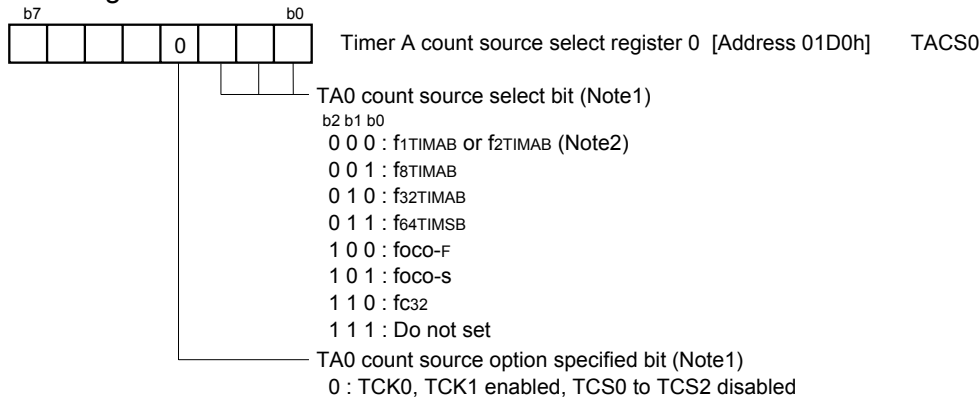 b7 b0
0 Timer A count source select register 0 [Address 01D0h] TACS0
TA0 count source select bit (Note1)
b2 b1 b0
0 0 0 : f1TIMAB or f2TIMAB (Note2)
0 0 1 : f8TIMAB
0 1 0 : f32TIMAB
0 1 1 : f64TIMSB
1 0 0 : foco-F
1 0 1 : foco-s
1 1 0 : fc32
1 1 1 : Do not set
TA0 count source option specified bit (Note1)
0 : TCK0, TCK1 enabled, TCS0 to TCS2 disabled